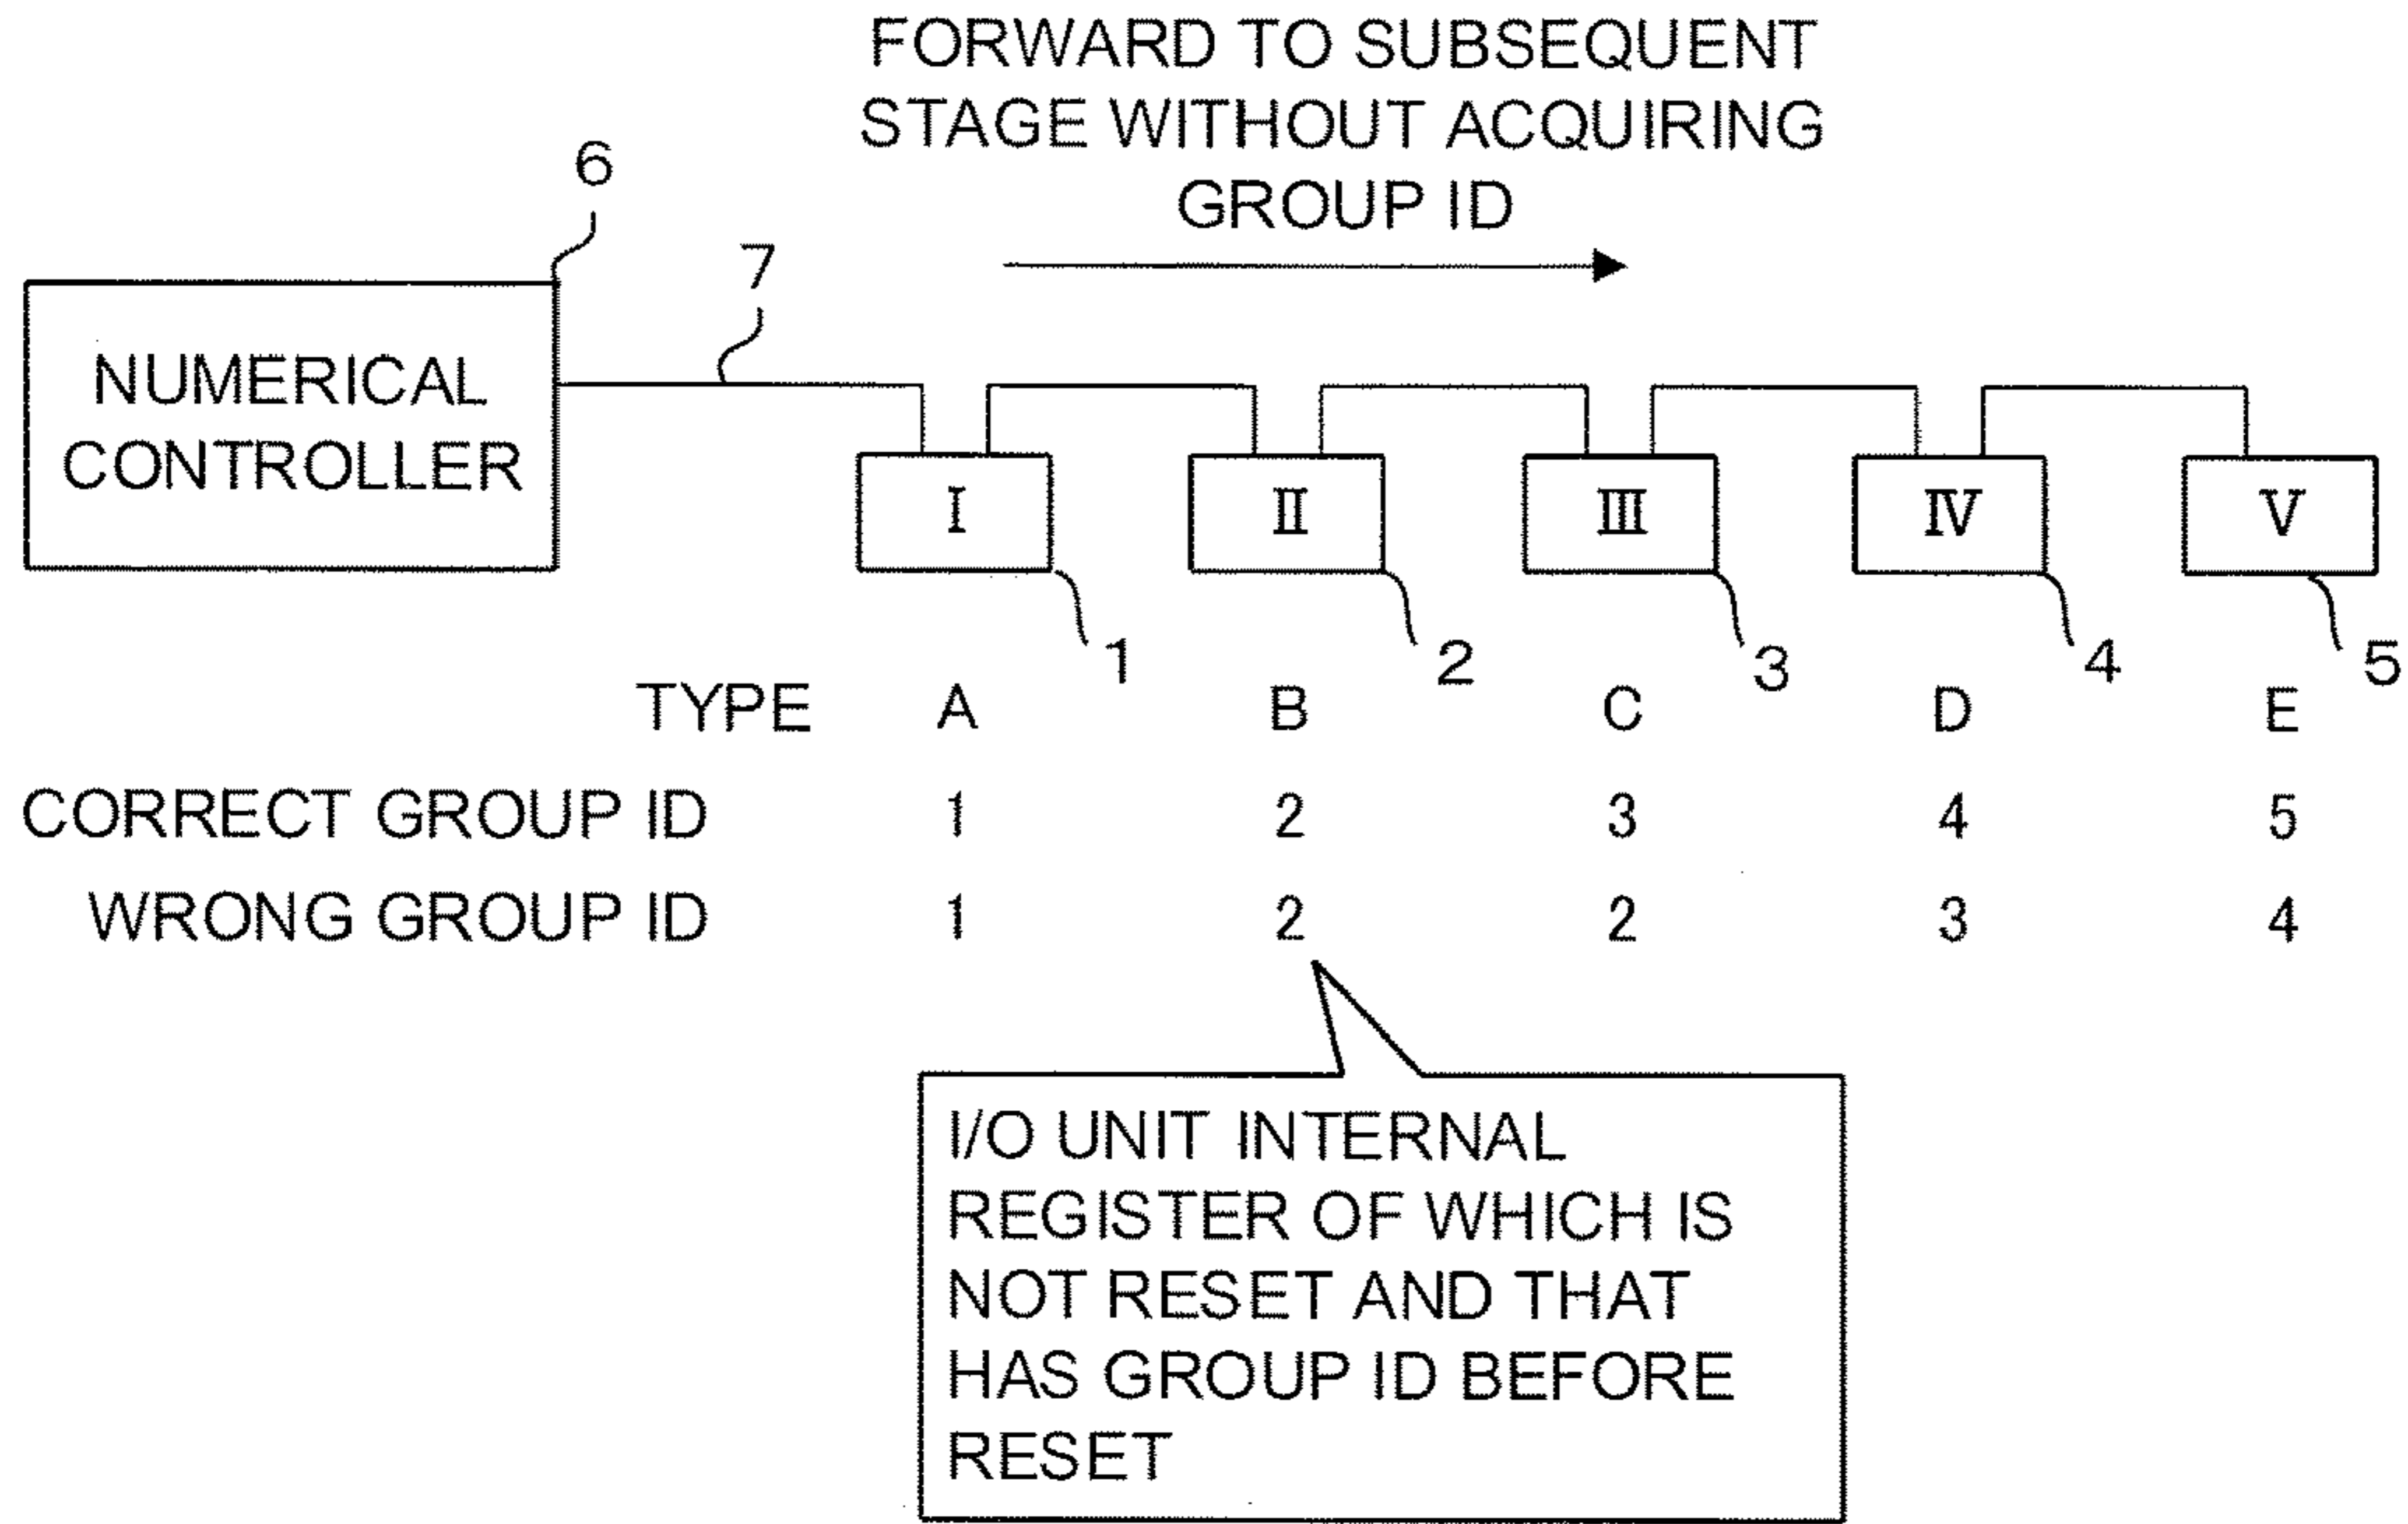 FORWARD TO SUBSEQUENT
STAGE WITHOUT ACQUIRING
GROUP ID
6
7
NUMERICAL
CONTROLLER
Ⅰ Ⅱ Ⅲ Ⅳ Ⅴ
1 2 3 4 5
TYPE A B C D E
CORRECT GROUP ID 1 2 3 4 5
WRONG GROUP ID 1 2 2 3 4
I/O UNIT INTERNAL
REGISTER OF WHICH IS
NOT RESET AND THAT
HAS GROUP ID BEFORE
RESET